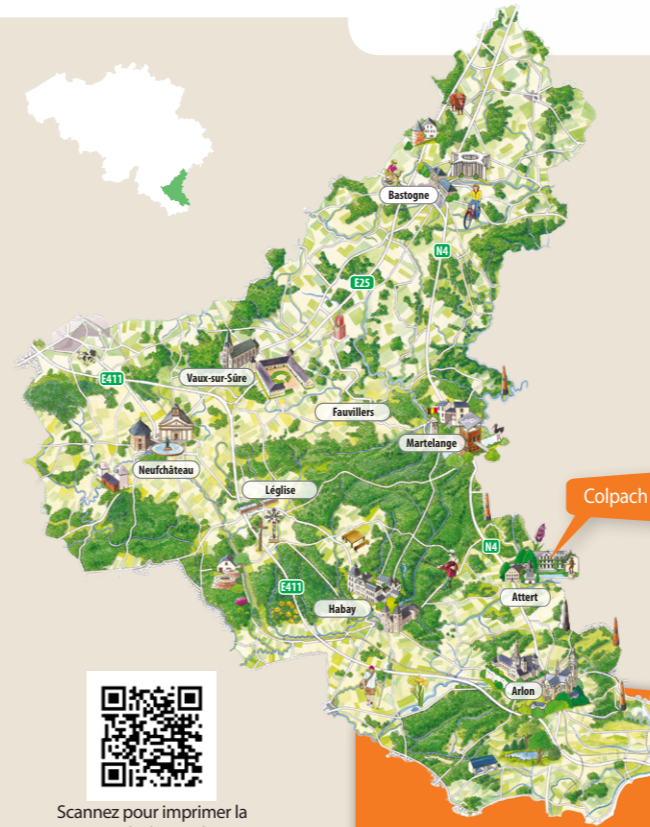 Bastogne
N4
E25
E411
Vaux-sur-Sûre
Fauvillers
Martelange
Neufchâteau
Léglise
Colpach
N4
E411
Attert
Habay
Arlon
Scannez pour imprimer la